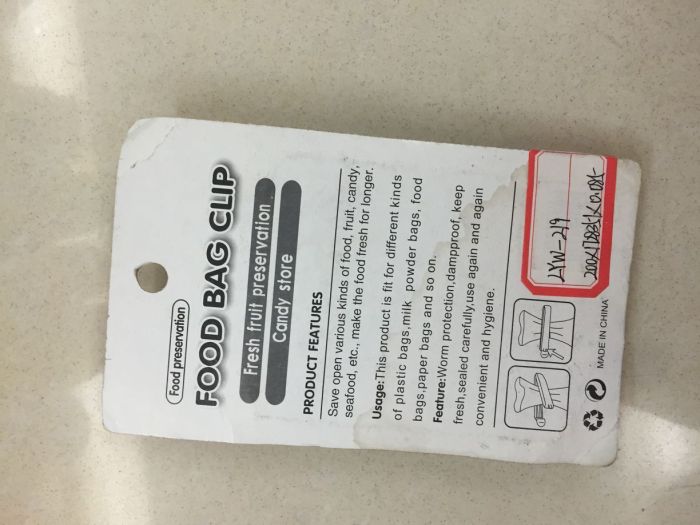 Food preservation
FOOD BAG CLIP
Fresh fruit preservation
Candy store
PRODUCT FEATURES
Save open various kinds of food, fruit, candy,
seafood, etc., make the food fresh for longer.
Usage:This product is fit for different kinds
of plastic bags,milk powder bags, food
bags,paper bags and so on.
Feature:Worm protection,dampproof, keep
fresh,sealed carefully,use again and again
convenient and hygiene.
LYW-219
MADE IN CHINA